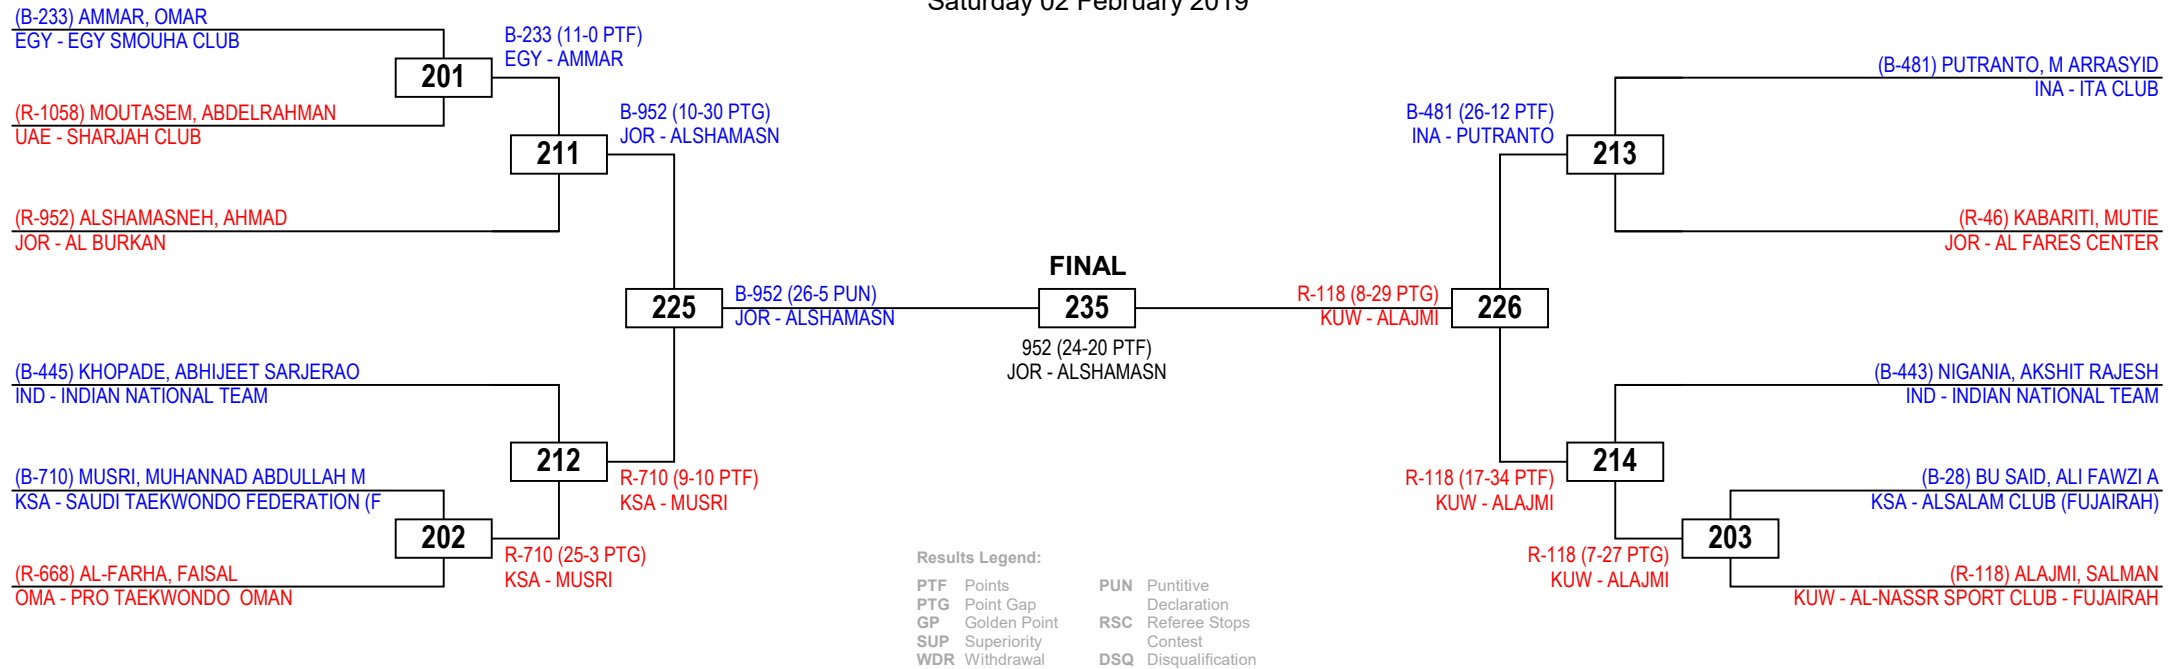 Saturday 02 February 2019
(B-233) AMMAR, OMAR
EGY - EGY SMOUHA CLUB
201
(R-1058) MOUTASEM, ABDELRAHMAN
UAE - SHARJAH CLUB
B-233 (11-0 PTF)
EGY - AMMAR
211
(R-952) ALSHAMASNEH, AHMAD
JOR - AL BURKAN
B-952 (10-30 PTG)
JOR - ALSHAMASN
225
(B-445) KHOPADE, ABHIJEET SARJERAO
IND - INDIAN NATIONAL TEAM
212
(B-710) MUSRI, MUHANNAD ABDULLAH M
KSA - SAUDI TAEKWONDO FEDERATION (F
202
(R-668) AL-FARHA, FAISAL
OMA - PRO TAEKWONDO  OMAN
R-710 (25-3 PTG)
KSA - MUSRI
R-710 (9-10 PTF)
KSA - MUSRI
B-952 (26-5 PUN)
JOR - ALSHAMASN
FINAL
235
952 (24-20 PTF)
JOR - ALSHAMASN
R-118 (8-29 PTG)
KUW - ALAJMI
226
B-481 (26-12 PTF)
INA - PUTRANTO
213
(B-481) PUTRANTO, M ARRASYID
INA - ITA CLUB
(R-46) KABARITI, MUTIE
JOR - AL FARES CENTER
R-118 (17-34 PTF)
KUW - ALAJMI
214
(B-443) NIGANIA, AKSHIT RAJESH
IND - INDIAN NATIONAL TEAM
R-118 (7-27 PTG)
KUW - ALAJMI
203
(B-28) BU SAID, ALI FAWZI A
KSA - ALSALAM CLUB (FUJAIRAH)
(R-118) ALAJMI, SALMAN
KUW - AL-NASSR SPORT CLUB - FUJAIRAH
Results Legend:
PTF Points
PTG Point Gap
GP Golden Point
SUP Superiority
WDR Withdrawal
PUN Puntitive
Declaration
RSC Referee Stops
Contest
DSQ Disqualification